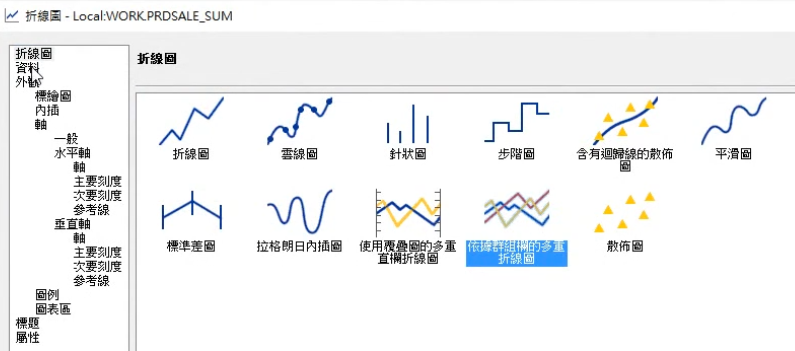 折線圖 - Local:WORK.PRDSALE_SUM
折線圖
資料
外觀
標繪圖
內插
軸
一般
水平軸
軸
主要刻度
次要刻度
參考線
垂直軸
軸
主要刻度
次要刻度
參考線
圖例
圖表區
標題
屬性
折線圖
折線圖
雲線圖
針狀圖
步階圖
含有迴歸線的散佈
圖
平滑圖
標準差圖
拉格朗日內插圖
使用覆疊圖的多重
直欄折線圖
依據群組欄的多重
折線圖
散佈圖